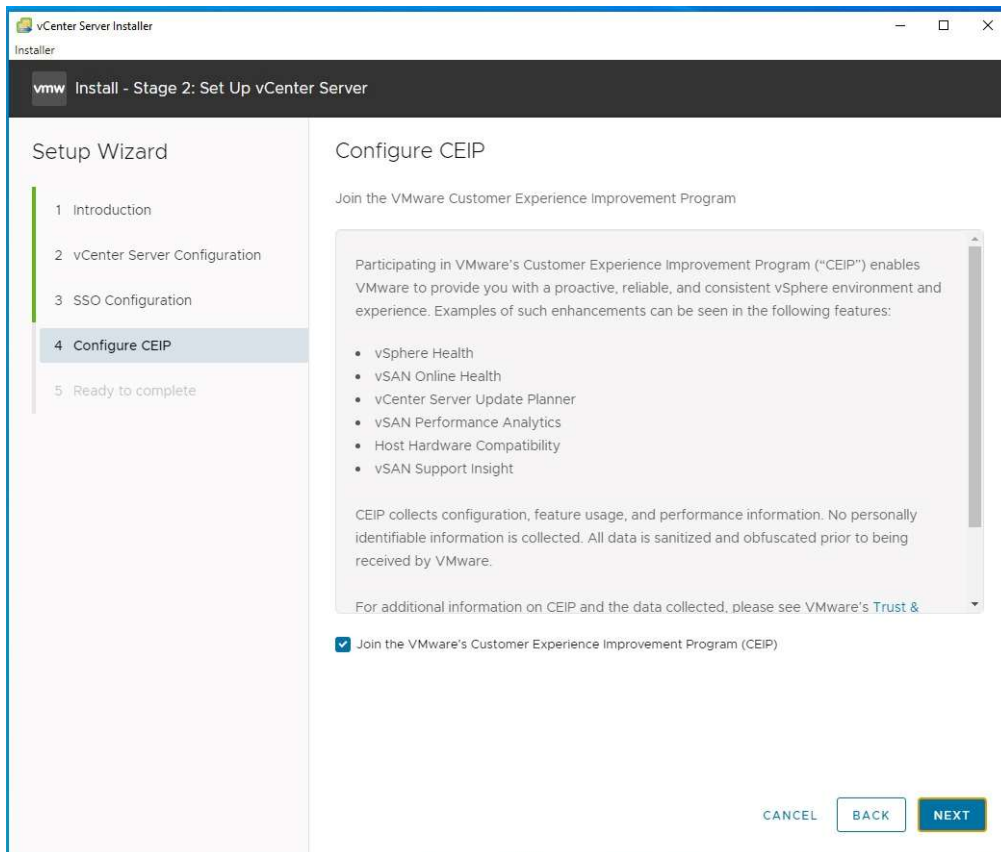 vCenter Server Installer
Installer
vmw Install - Stage 2: Set Up vCenter Server
Setup Wizard
1 Introduction
2 vCenter Server Configuration
3 SSO Configuration
4 Configure CEIP
5 Ready to complete
Configure CEIP
Join the VMware Customer Experience Improvement Program
Participating in VMware's Customer Experience Improvement Program ("CEIP") enables
VMware to provide you with a proactive, reliable, and consistent vSphere environment and
experience. Examples of such enhancements can be seen in the following features:
• vSphere Health
• vSAN Online Health
• vCenter Server Update Planner
• vSAN Performance Analytics
• Host Hardware Compatibility
• vSAN Support Insight
CEIP collects configuration, feature usage, and performance information. No personally
identifiable information is collected. All data is sanitized and obfuscated prior to being
received by VMware.
For additional information on CEIP and the data collected, please see VMware's Trust &
Join the VMware's Customer Experience Improvement Program (CEIP)
CANCEL BACK NEXT